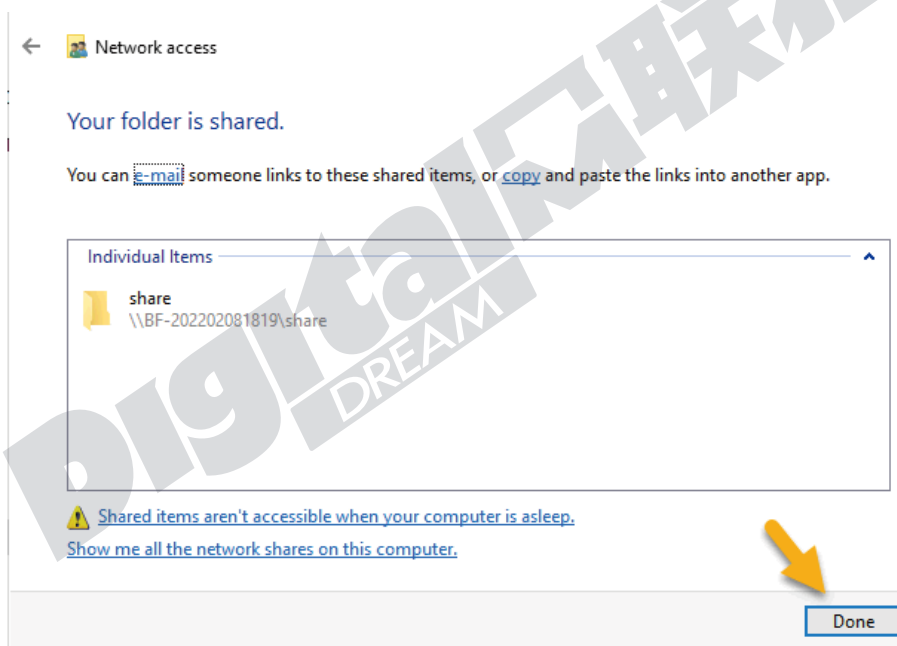 Network access
Your folder is shared.
You can e-mail someone links to these shared items, or copy and paste the links into another app.
Individual Items
share
\\BF-202202081819\share
Shared items aren't accessible when your computer is asleep.
Show me all the network shares on this computer.
Done
Digital
DREAM
联